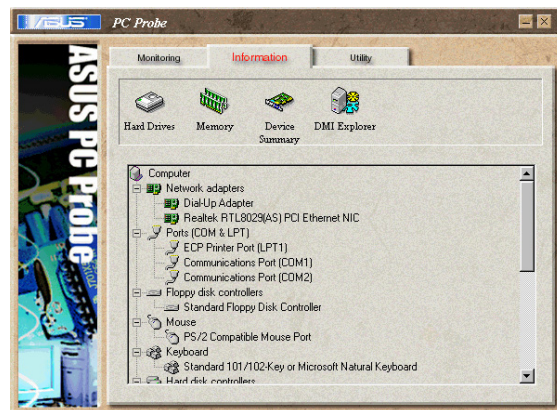 ASUS PC Probe
Monitoring Information Utility
Hard Drives Memory Device Summary DMI Explorer
ASUS PC Probe
Computer
Network adapters
Dial-Up Adapter
Realtek RTL8029(AS) PCI Ethernet NIC
Ports (COM & LPT)
ECP Printer Port (LPT1)
Communications Port (COM1)
Communications Port (COM2)
Floppy disk controllers
Standard Floppy Disk Controller
Mouse
PS/2 Compatible Mouse Port
Keyboard
Standard 101/102-Key or Microsoft Natural Keyboard
Hard disk controllers